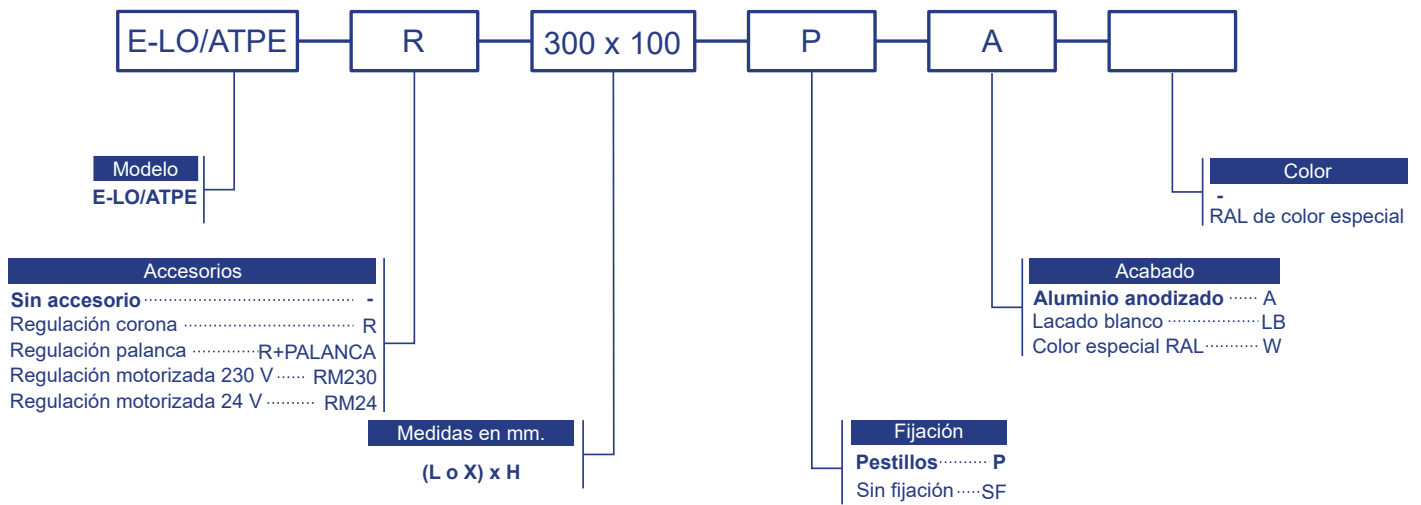 E-LO/ATPE R 300 x 100 P A
Modelo
E-LO/ATPE
Color
-
RAL de color especial
Accesorios
Sin accesorio -
Regulación corona R
Regulación palanca R+PALANCA
Regulación motorizada 230 V RM230
Regulación motorizada 24 V RM24
Acabado
Aluminio anodizado A
Lacado blanco LB
Color especial RAL W
Medidas en mm.
(L o X) x H
Fijación
Pestillos P
Sin fijación SF